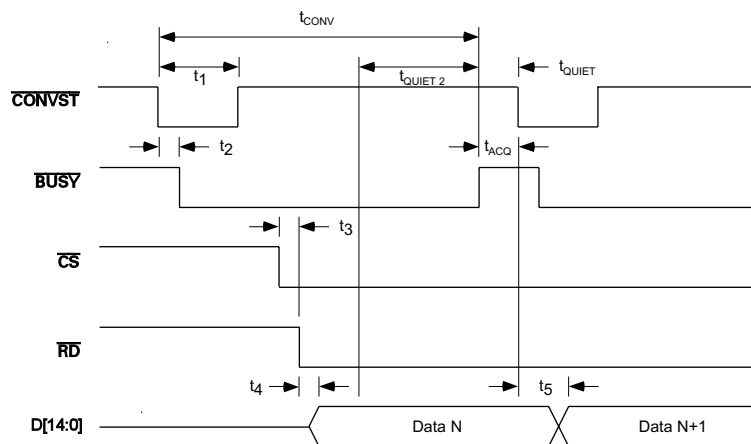 tCONV
t1
tQUIET 2
tQUIET
CONVST
t2
tACQ
BUSY
t3
CS
RD
t4
t5
D[14:0]
Data N
Data N+1